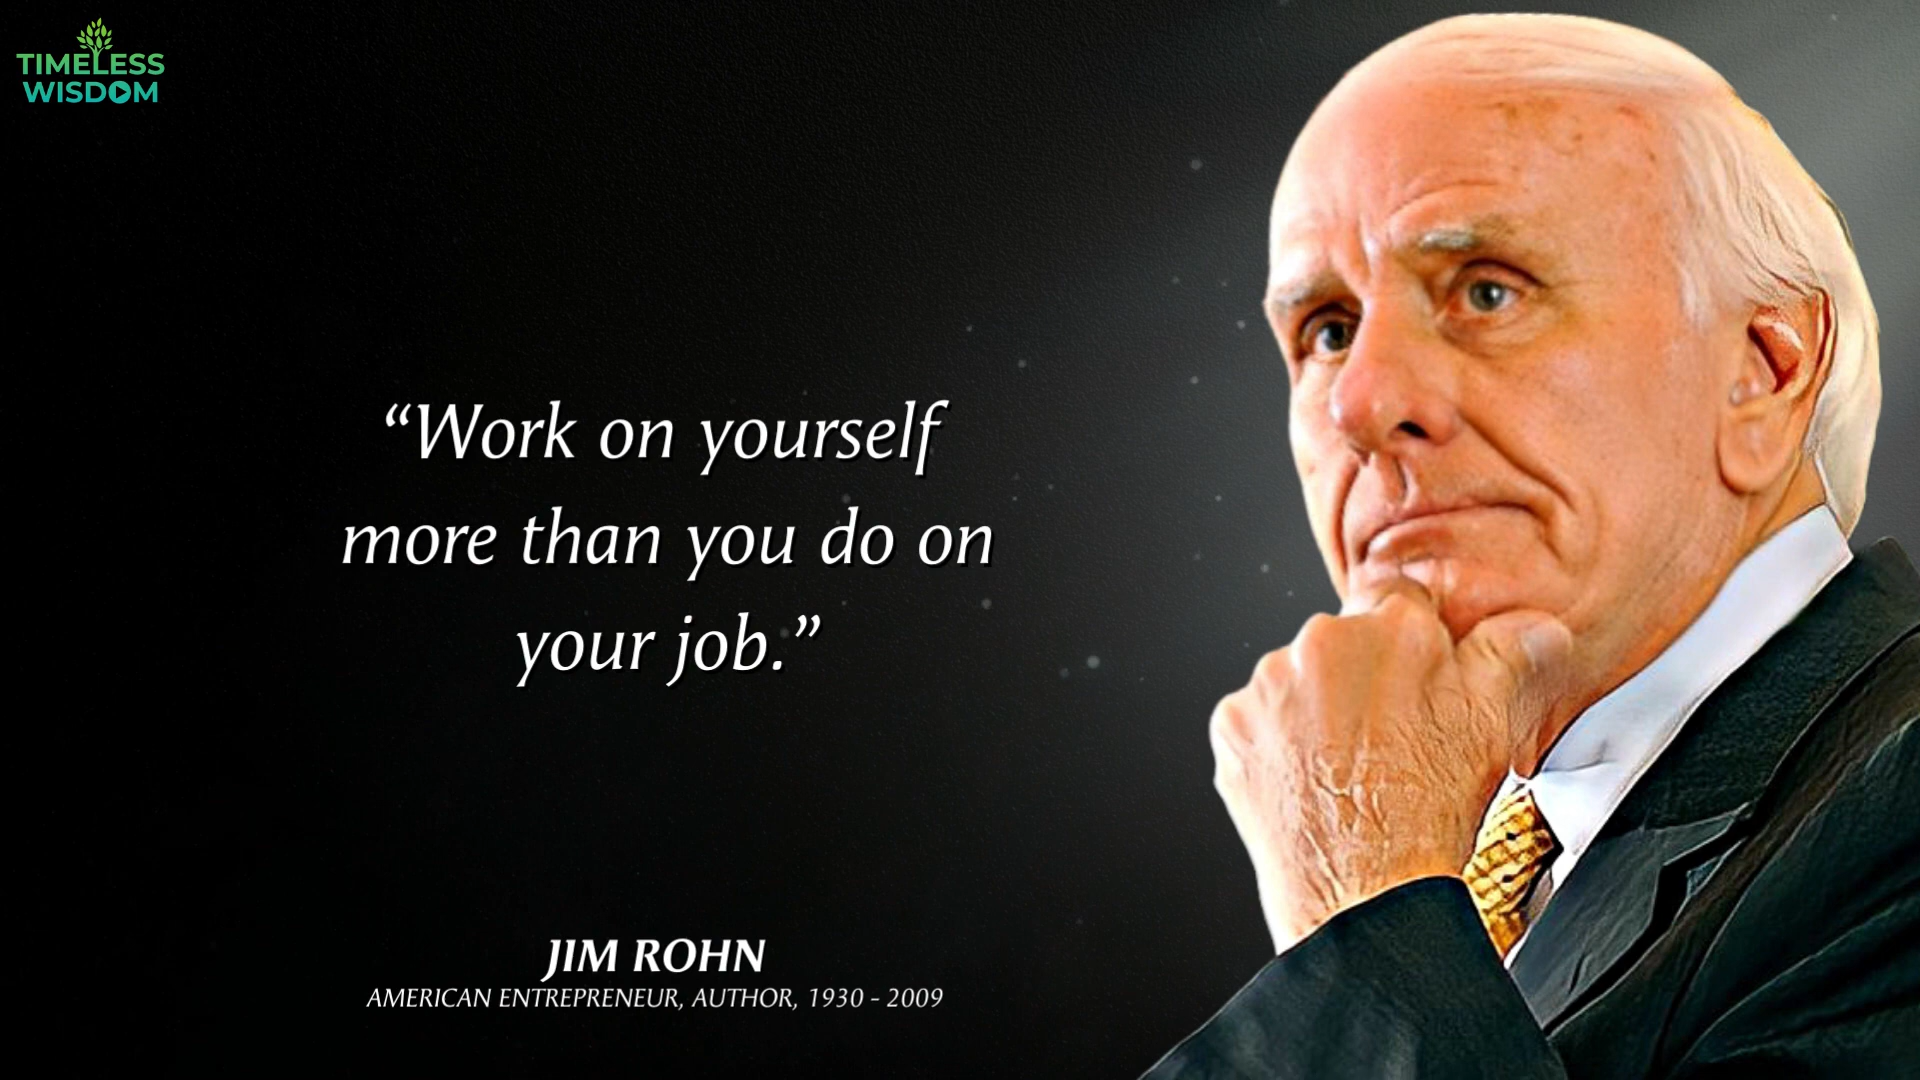 TIMELESS
WISDOM
“Work on yourself
more than you do on
your job.”
JIM ROHN
AMERICAN ENTREPRENEUR, AUTHOR, 1930 - 2009